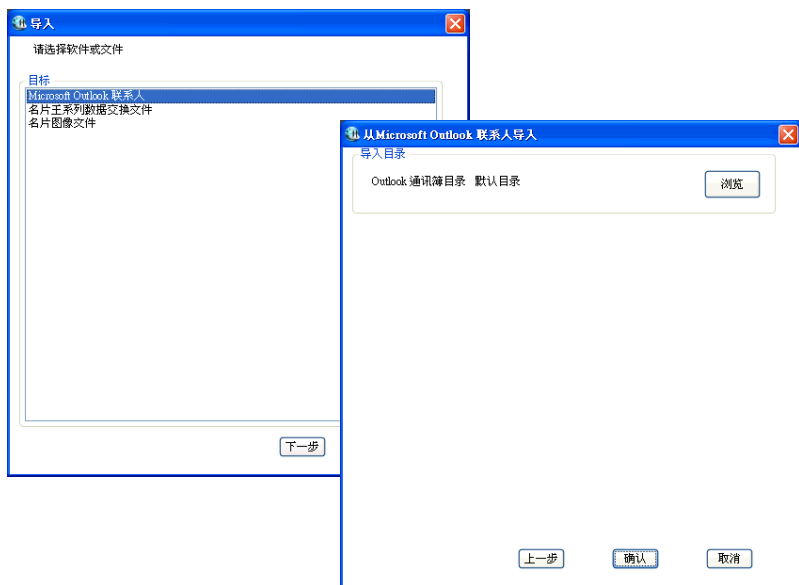 导入
请选择软件或文件
目标
Microsoft Outlook 联系人
名片王系列数据交换文件
名片图像文件
下一步
从Microsoft Outlook 联系人导入
导入目录
Outlook 通讯簿目录 默认目录
浏览
上一步
确认
取消